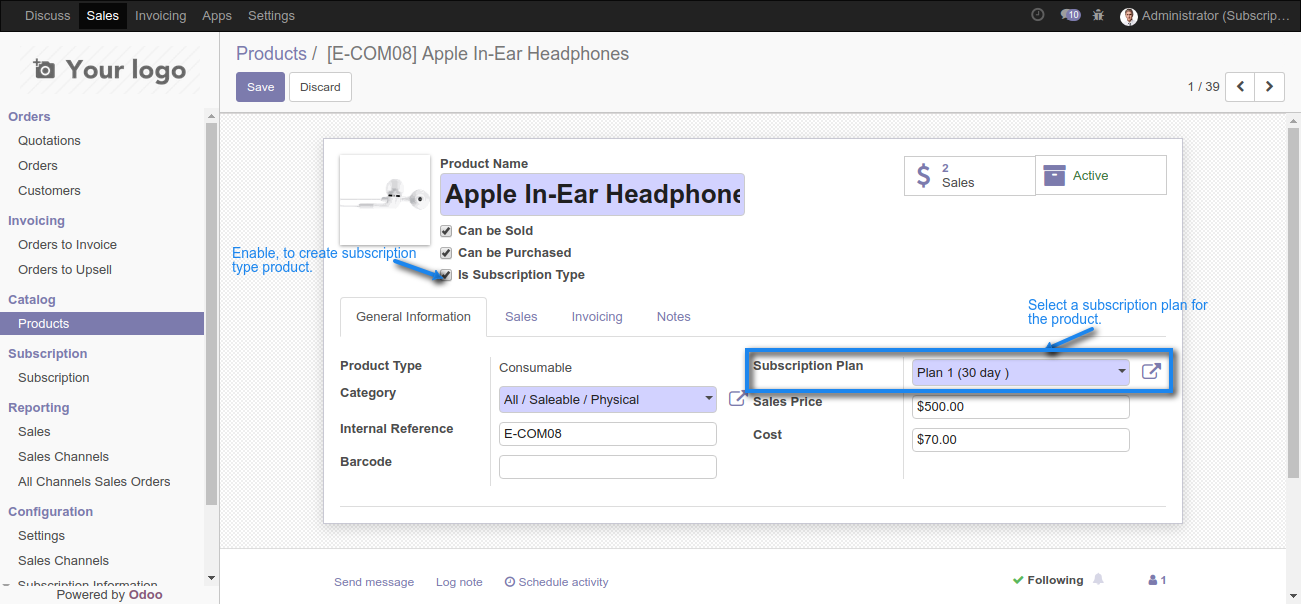 Discuss Sales Invoicing Apps Settings 10 Administrator (Subscrip...
Your logo
Orders
Quotations
Orders
Customers
Invoicing
Orders to Invoice
Orders to Upsell
Catalog
Products
Subscription
Subscription
Reporting
Sales
Sales Channels
All Channels Sales Orders
Configuration
Settings
Sales Channels
Subscription Information
Powered by Odoo
Products / [E-COM08] Apple In-Ear Headphones
Save Discard
1 / 39
Product Name
Apple In-Ear Headphone
2
Sales
Active
Can be Sold
Can be Purchased
Is Subscription Type
Enable, to create subscription
type product.
General Information Sales Invoicing Notes
Select a subscription plan for
the product.
Product Type Consumable
Category All / Saleable / Physical
Internal Reference E-COM08
Barcode
Subscription Plan Plan 1 (30 day )
Sales Price $500.00
Cost $70.00
Send message Log note Schedule activity
Following 1